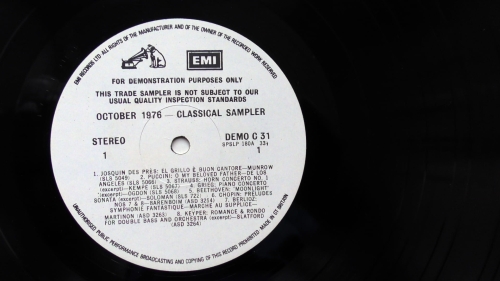 EMI RECORDS LTD ALL RIGHTS OF THE MANUFACTURER AND OF THE OWNER OF THE RECORDED WORK RESERVED
EMI
FOR DEMONSTRATION PURPOSES ONLY
THIS TRADE SAMPLER IS NOT SUBJECT TO OUR
USUAL QUALITY INSPECTION STANDARDS
OCTOBER 1976 — CLASSICAL SAMPLER
STEREO
DEMO C 31
SPSLP 180A 33⅓
1
1
1. JOSQUIN DES PRES: EL GRILLO E BUON CANTORE—MUNROW
(SLS 5049) 2. PUCCINI: O MY BELOVED FATHER—DE LOS
ANGELES (SLS 5066) 3. STRAUSS: HORN CONCERTO NO. 1
(excerpt)—KEMPE (SLS 5067) 4. GRIEG: PIANO CONCERTO
(excerpt)—OGDON (SLS 5068) 5. BEETHOVEN: "MOONLIGHT"
SONATA (excerpt)—SOLOMAN (SLS 722) 6. CHOPIN: PRELUDES
NOS 7 & 8—BARENBOIM (ASD 3254) 7. BERLIOZ:
SYMPHONIE FANTASTIQUE—MARCHE AU SUPPLICE—
MARTINON (ASD 3263) 8. KEYPER: ROMANCE & RONDO
FOR DOUBLE BASS AND ORCHESTRA (excerpt)—SLATFORD
(ASD 3264)
UNAUTHORISED PUBLIC PERFORMANCE BROADCASTING AND COPYING OF THIS RECORD PROHIBITED MADE IN GT BRITAIN